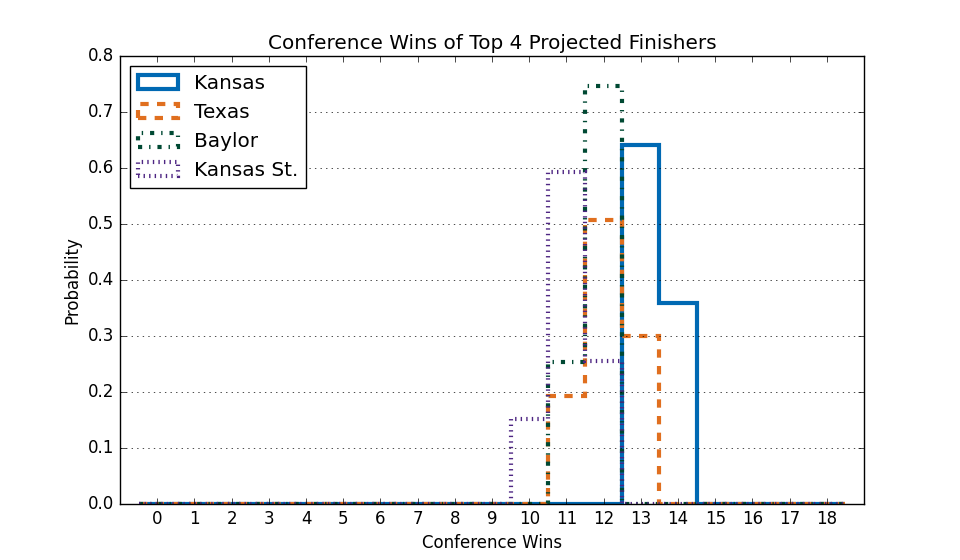 Conference Wins of Top 4 Projected Finishers
0.8
0.7
0.6
0.5
0.4
0.3
0.2
0.1
0.0
Probability
Kansas
Texas
Baylor
Kansas St.
0 1 2 3 4 5 6 7 8 9 10 11 12 13 14 15 16 17 18
Conference Wins